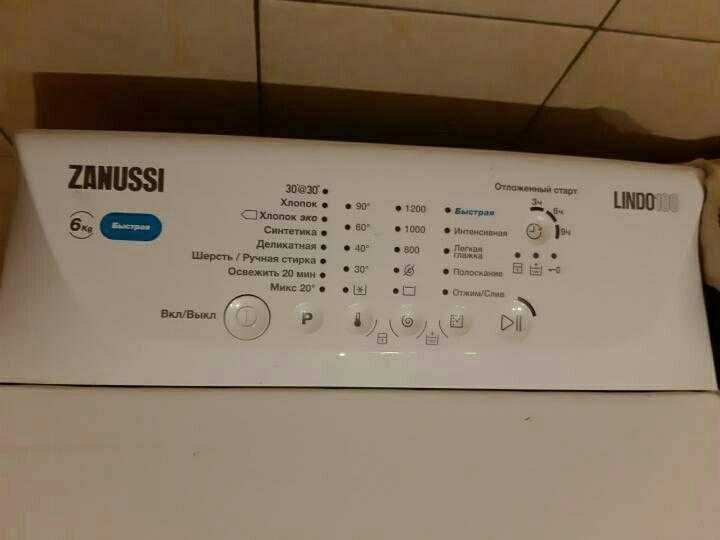 ZANUSSI
6Kg
Быстрая
30°@30°
Хлопок
Хлопок эко
Синтетика
Деликатная
Шерсть / Ручная стирка
Освежить 20 мин
Микс 20°
90°
60°
40°
30°
1200
1000
800
Быстрая
Интенсивная
Легкая
глажка
Полоскание
Отжим/Слив
Отложенный старт
3ч
6ч
9ч
LINDO100
Вкл/Выкл
P